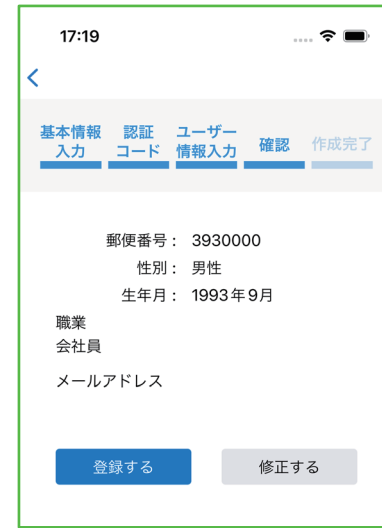 17:19
基本情報
入力
認証
コード
ユーザー
情報入力
確認
作成完了
郵便番号： 3930000
性別： 男性
生年月： 1993年9月
職業
会社員
メールアドレス
登録する
修正する